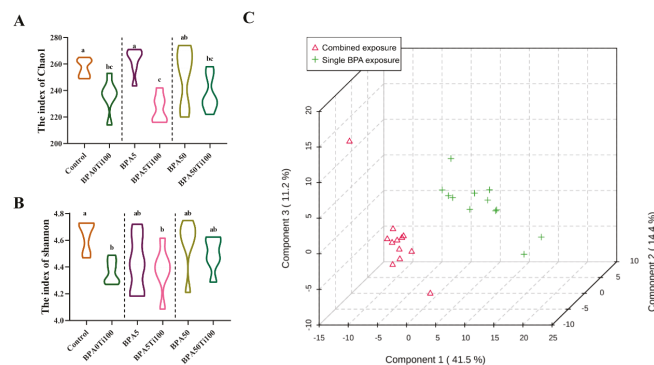 A
The index of Chao1
280
260
240
220
200
a
bc
a
c
ab
bc
Control
BPA0Ti100
BPA5
BPA5Ti100
BPA50
BPA50Ti100
B
The index of shannon
4.8
4.6
4.4
4.2
4.0
a
b
ab
b
ab
ab
Control
BPA0Ti100
BPA5
BPA5Ti100
BPA50
BPA50Ti100
C
Combined exposure
Single BPA exposure
Component 3 ( 11.2 %)
20
15
10
5
0
-5
-10
-15
-10
-5
0
5
10
15
20
25
Component 1 ( 41.5 %)
-10
-5
0
5
10
Component 2 ( 14.4 %)